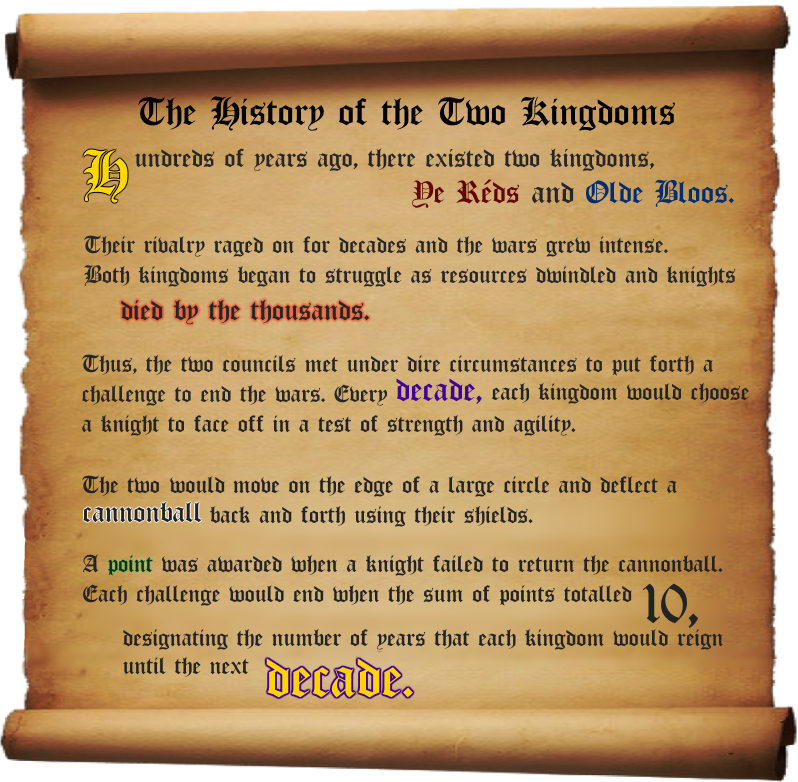 The History of the Two Kingdoms
Hundreds of years ago, there existed two kingdoms,
Ye Réds and Olde Bloos.
Their rivalry raged on for decades and the wars grew intense.
Both kingdoms began to struggle as resources dwindled and knights
died by the thousands.
Thus, the two councils met under dire circumstances to put forth a
challenge to end the wars. Every decade, each kingdom would choose
a knight to face off in a test of strength and agility.
The two would move on the edge of a large circle and deflect a
cannonball back and forth using their shields.
A point was awarded when a knight failed to return the cannonball.
Each challenge would end when the sum of points totalled 10,
designating the number of years that each kingdom would reign
until the next decade.